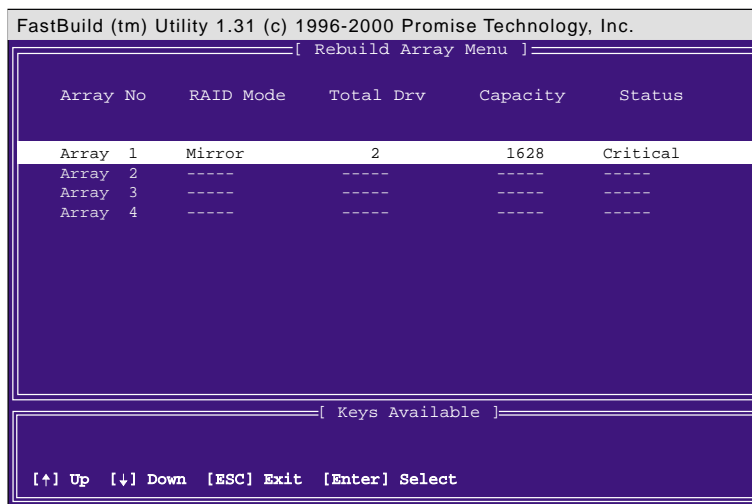 FastBuild (tm) Utility 1.31 (c) 1996-2000 Promise Technology, Inc.
[ Rebuild Array Menu ]
Array No RAID Mode Total Drv Capacity Status
Array 1 Mirror 2 1628 Critical
Array 2 ----- ----- ----- -----
Array 3 ----- ----- ----- -----
Array 4 ----- ----- ----- -----
[ Keys Available ]
[↑] Up [↓] Down [ESC] Exit [Enter] Select